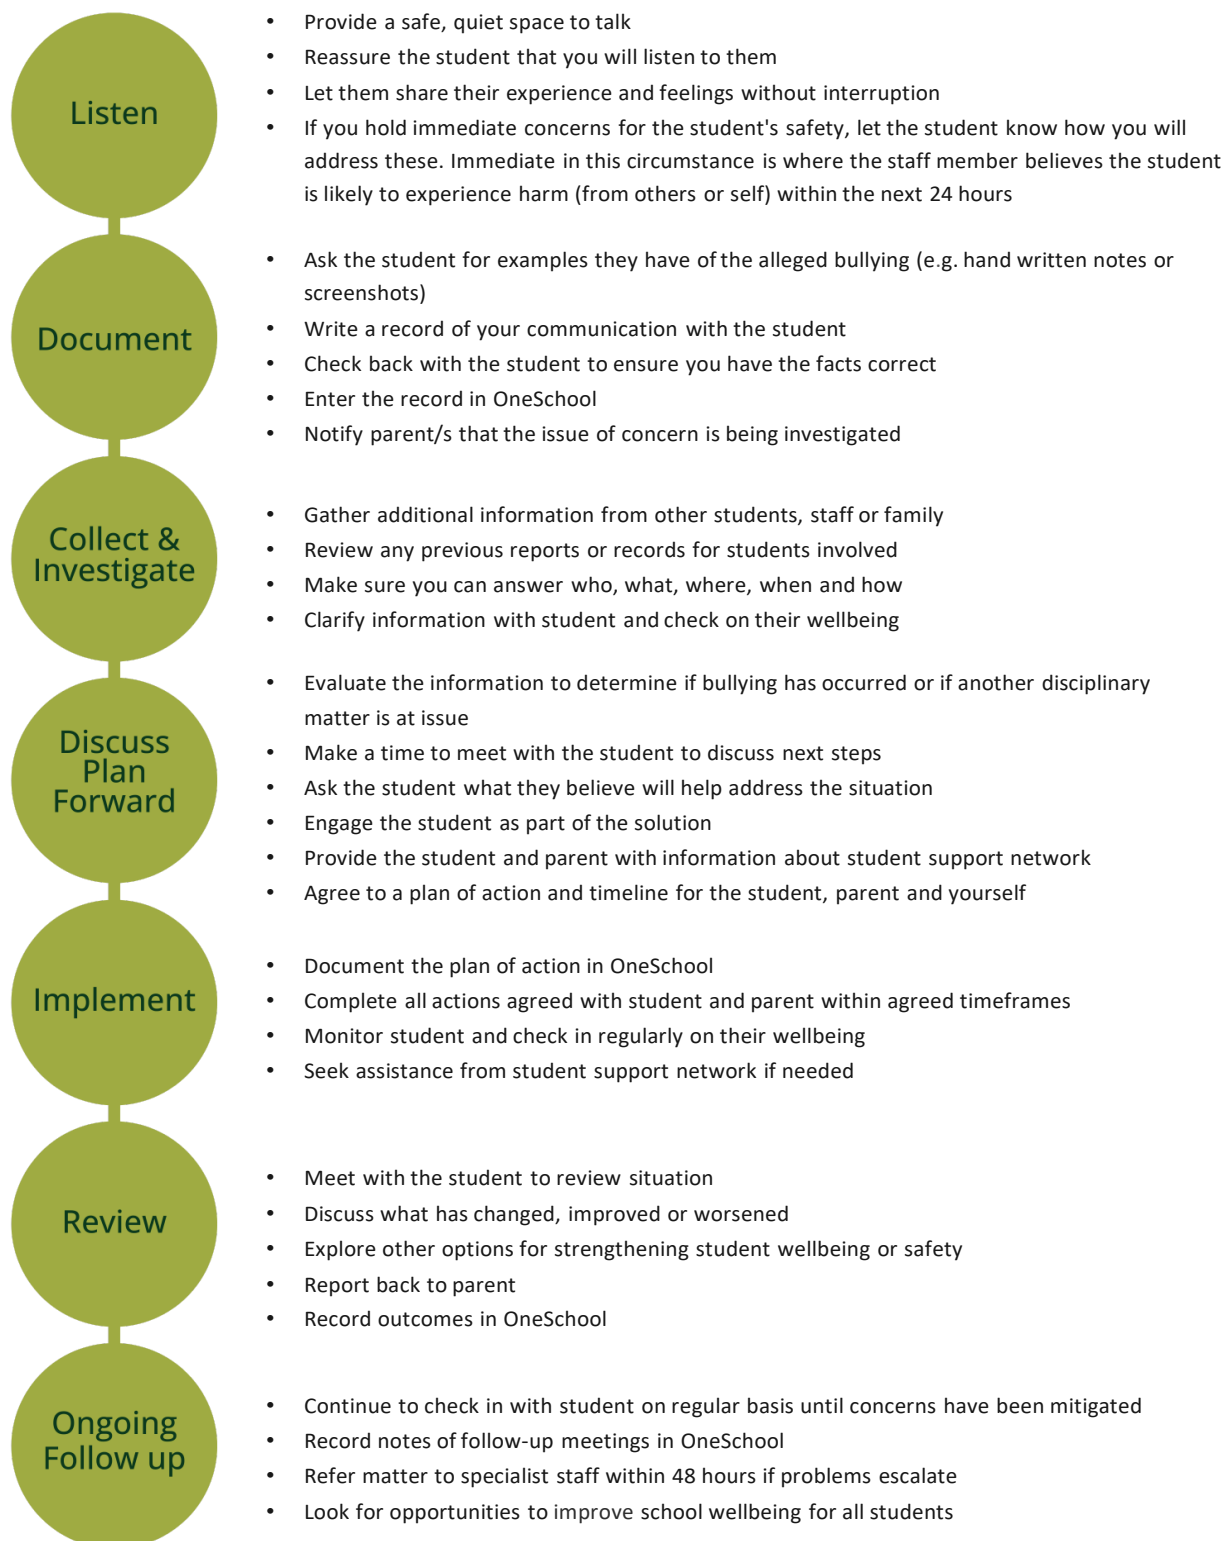 Listen
• Provide a safe, quiet space to talk
• Reassure the student that you will listen to them
• Let them share their experience and feelings without interruption
• If you hold immediate concerns for the student's safety, let the student know how you will
address these. Immediate in this circumstance is where the staff member believes the student
is likely to experience harm (from others or self) within the next 24 hours
Document
• Ask the student for examples they have of the alleged bullying (e.g. hand written notes or
screenshots)
• Write a record of your communication with the student
• Check back with the student to ensure you have the facts correct
• Enter the record in OneSchool
• Notify parent/s that the issue of concern is being investigated
Collect &
Investigate
• Gather additional information from other students, staff or family
• Review any previous reports or records for students involved
• Make sure you can answer who, what, where, when and how
• Clarify information with student and check on their wellbeing
Discuss
Plan
Forward
• Evaluate the information to determine if bullying has occurred or if another disciplinary
matter is at issue
• Make a time to meet with the student to discuss next steps
• Ask the student what they believe will help address the situation
• Engage the student as part of the solution
• Provide the student and parent with information about student support network
• Agree to a plan of action and timeline for the student, parent and yourself
Implement
• Document the plan of action in OneSchool
• Complete all actions agreed with student and parent within agreed timeframes
• Monitor student and check in regularly on their wellbeing
• Seek assistance from student support network if needed
Review
• Meet with the student to review situation
• Discuss what has changed, improved or worsened
• Explore other options for strengthening student wellbeing or safety
• Report back to parent
• Record outcomes in OneSchool
Ongoing
Follow up
• Continue to check in with student on regular basis until concerns have been mitigated
• Record notes of follow-up meetings in OneSchool
• Refer matter to specialist staff within 48 hours if problems escalate
• Look for opportunities to improve school wellbeing for all students